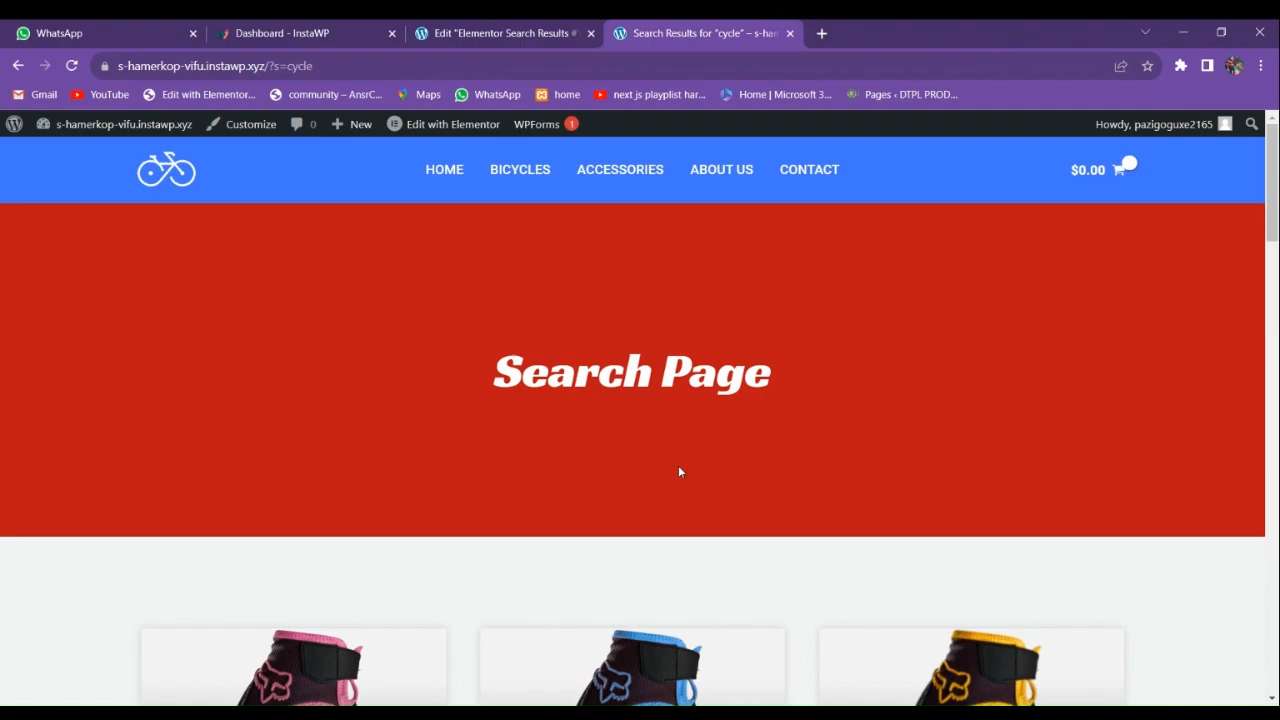 WhatsApp
Dashboard - InstaWP
Edit "Elementor Search Results #
Search Results for "cycle" – s-ham
s-hamerkop-vifu.instawp.xyz/?s=cycle
Gmail
YouTube
Edit with Elementor...
community – AnsrC...
Maps
WhatsApp
home
next js playplist har...
Home | Microsoft 3...
Pages ‹ DTPL PROD...
s-hamerkop-vifu.instawp.xyz
Customize
0
New
Edit with Elementor
WPForms 1
Howdy, pazigoguxe2165
HOME
BICYCLES
ACCESSORIES
ABOUT US
CONTACT
$0.00
Search Page